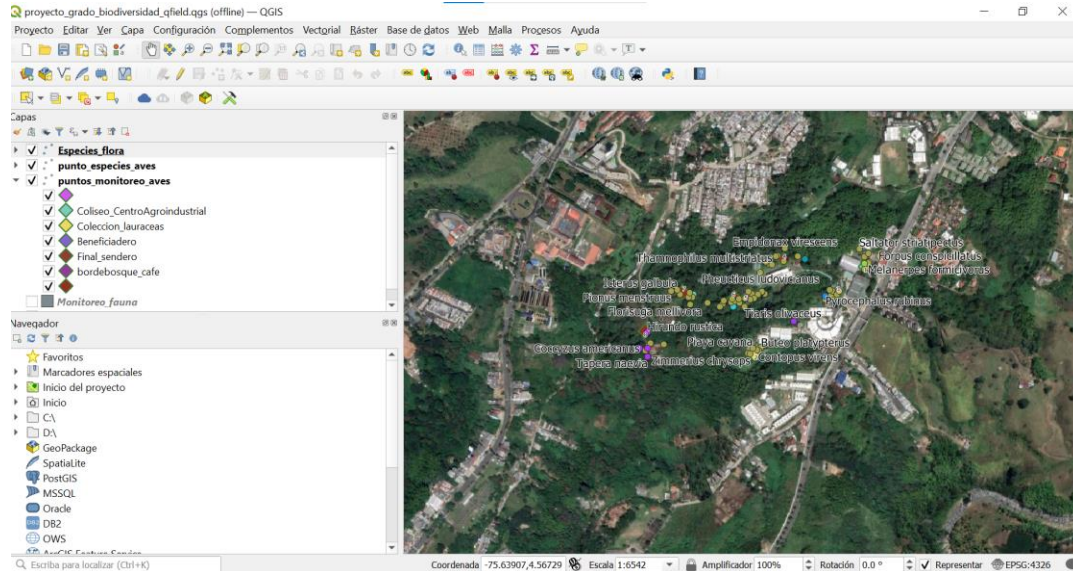 proyecto_grado_biodiversidad_qfield.qgs (offline) — QGIS
Proyecto Editar Ver Capa Configuración Complementos Vectorial Ráster Base de datos Web Malla Procesos Ayuda
Capas
Especies_flora
punto_especies_aves
puntos_monitoreo_aves
Coliseo_CentroAgroindustrial
Coleccion_lauraceas
Beneficiadero
Final_sendero
bordebosque_cafe
Monitoreo_fauna
Navegador
Favoritos
Marcadores espaciales
Inicio del proyecto
Inicio
C:\
D:\
GeoPackage
SpatiaLite
PostGIS
MSSQL
Oracle
DB2
OWS
ArcGIS Feature Service
Empidonax virescens
Saltator striatipectus
Thamnophilus multistriatus
Forpus conspillatus
Melanerpes formicivorus
Icterus galbula
Pheucticus ludovicianus
Pionus menstruus
Pyrocephalus rubinus
Florisuga mellivora
Tiaris olivaceus
Hirundo rustica
Piaya cayana
Buteo platypterus
Coccyzus americanus
Tapera naevia
Zimmerius chrysops
Contopus virens
Escriba para localizar (Ctrl+K)
Coordenada -75.63907,4.56729 Escala 1:6542 Amplificador 100% Rotación 0.0 ° Representar EPSG:4326